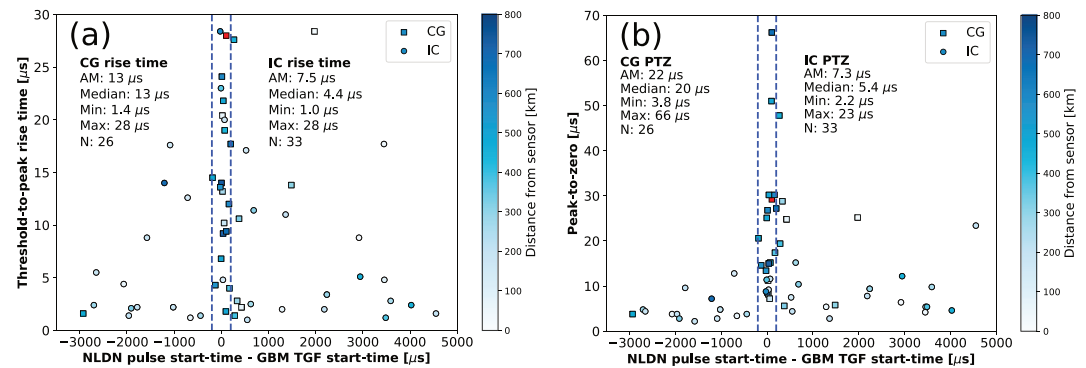 (a)
CG
IC
CG rise time
AM: 13 μs
Median: 13 μs
Min: 1.4 μs
Max: 28 μs
N: 26
IC rise time
AM: 7.5 μs
Median: 4.4 μs
Min: 1.0 μs
Max: 28 μs
N: 33
Threshold-to-peak rise time [μs]
30
25
20
15
10
5
0
−3000 −2000 −1000 0 1000 2000 3000 4000 5000
NLDN pulse start-time - GBM TGF start-time [μs]
800
700
600
500
400
300
200
100
0
Distance from sensor [km]
(b)
CG
IC
CG PTZ
AM: 22 μs
Median: 20 μs
Min: 3.8 μs
Max: 66 μs
N: 26
IC PTZ
AM: 7.3 μs
Median: 5.4 μs
Min: 2.2 μs
Max: 23 μs
N: 33
Peak-to-zero [μs]
70
60
50
40
30
20
10
0
−3000 −2000 −1000 0 1000 2000 3000 4000 5000
NLDN pulse start-time - GBM TGF start-time [μs]
800
700
600
500
400
300
200
100
0
Distance from sensor [km]